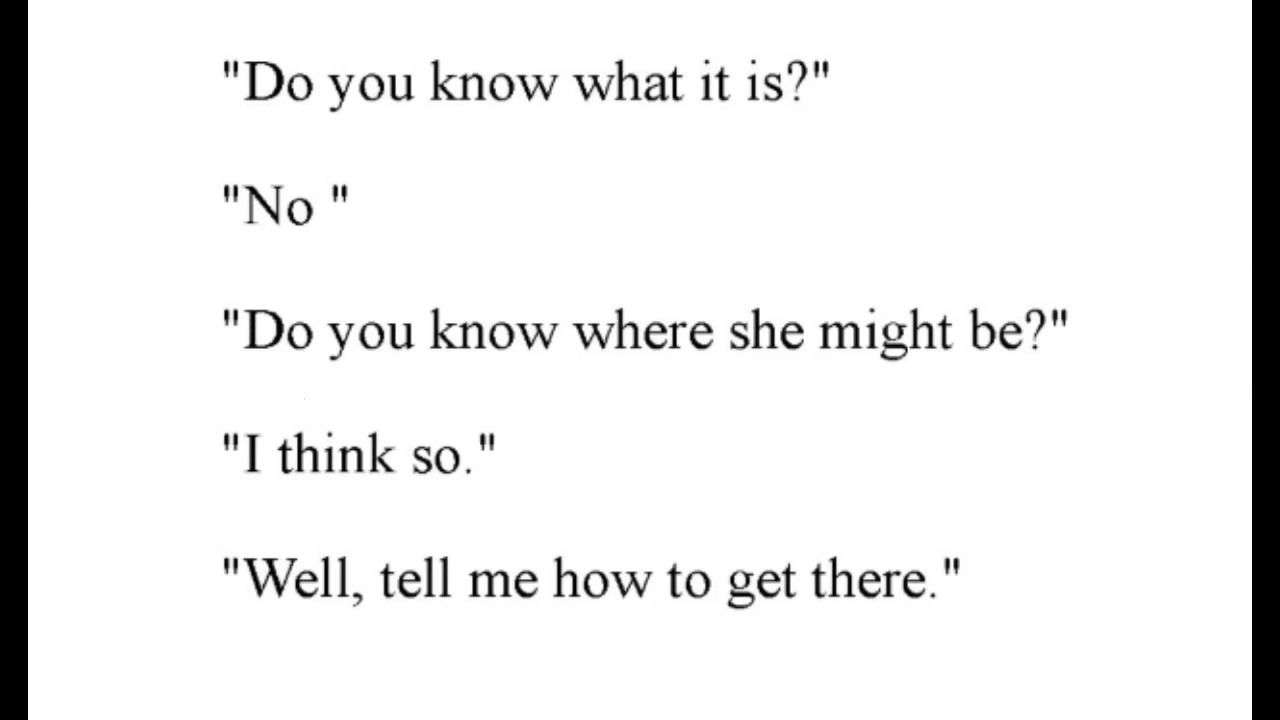 "Do you know what it is?"
"No "
"Do you know where she might be?"
"I think so."
"Well, tell me how to get there."